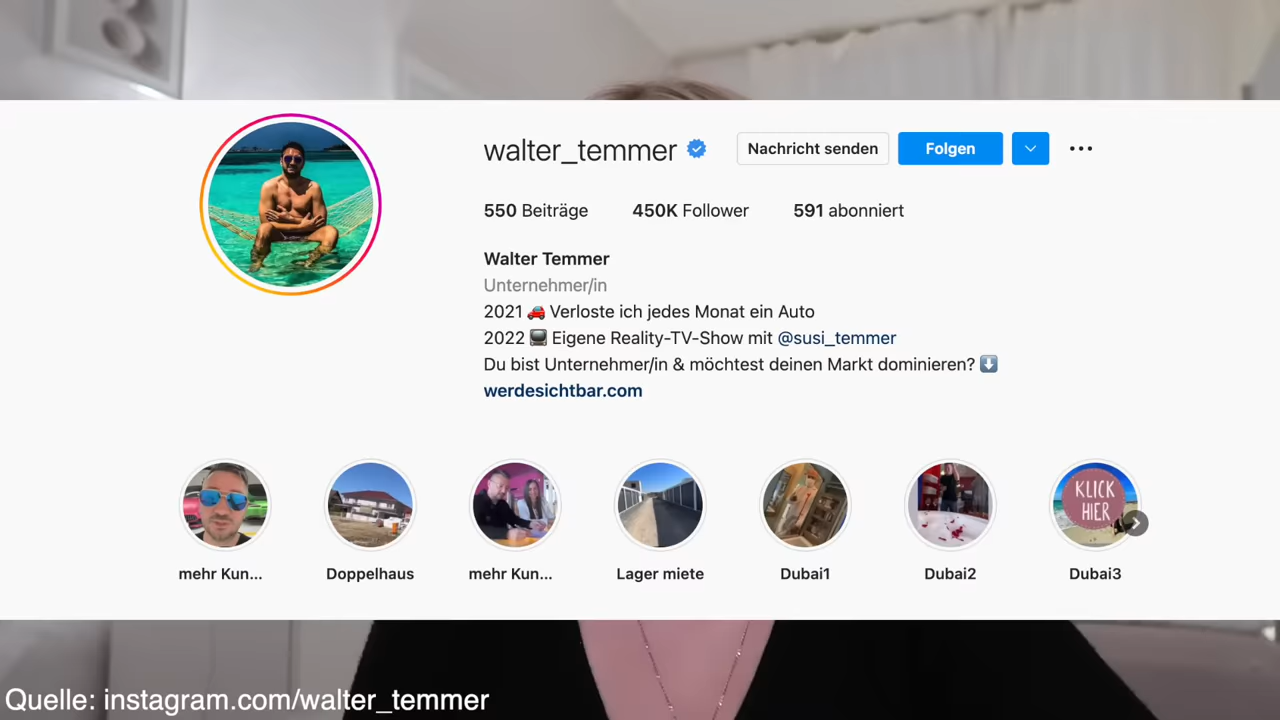 walter_temmer
Nachricht senden
Folgen
550 Beiträge
450K Follower
591 abonniert
Walter Temmer
Unternehmer/in
2021 🚗 Verloste ich jedes Monat ein Auto
2022 📺 Eigene Reality-TV-Show mit @susi_temmer
Du bist Unternehmer/in & möchtest deinen Markt dominieren? ⬇️
werdesichtbar.com
KLICK
HIER
mehr Kun...
Doppelhaus
mehr Kun...
Lager miete
Dubai1
Dubai2
Dubai3
Quelle: instagram.com/walter_temmer